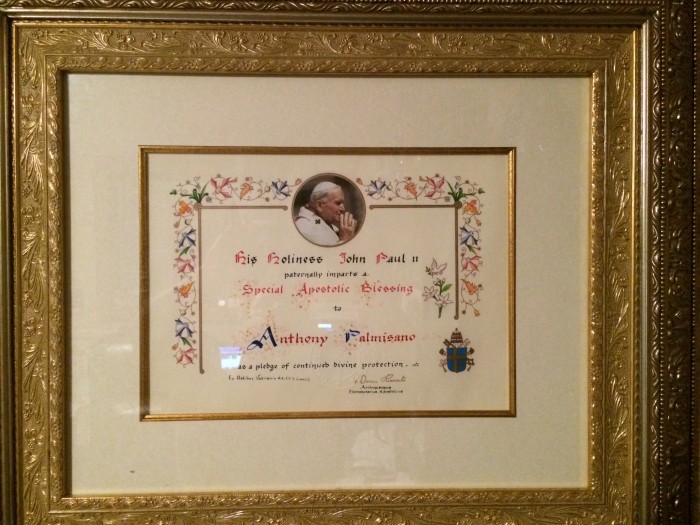 His Holiness John Paul II
paternally imparts a
Special Apostolic Blessing
to
Anthony Palmisano
as a pledge of continued divine protection.